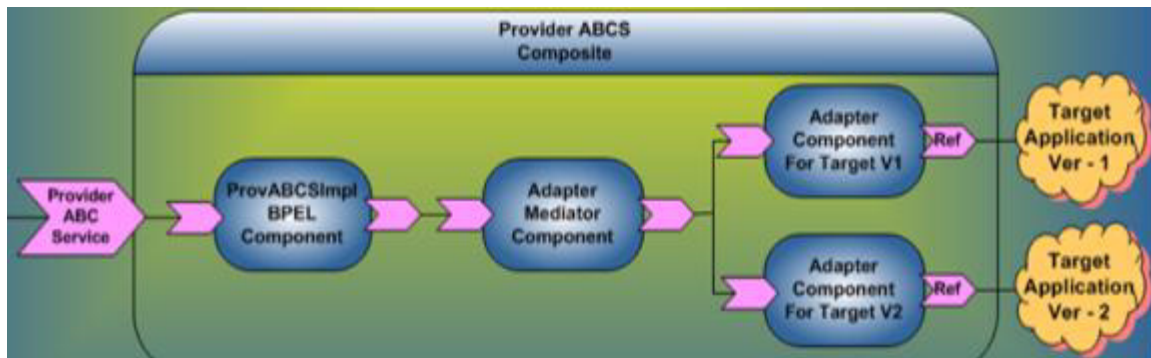 Provider ABCS
Composite
Provider
ABC
Service
ProvABCSImpl
BPEL
Component
Adapter
Mediator
Component
Adapter
Component
For Target V1
Ref
Target
Application
Ver - 1
Adapter
Component
For Target V2
Ref
Target
Application
Ver - 2